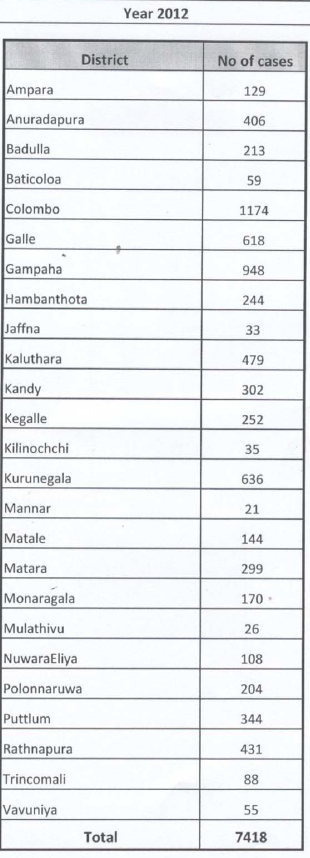 Year 2012
District No of cases
Ampara 129
Anuradapura 406
Badulla 213
Baticoloa 59
Colombo 1174
Galle 618
Gampaha 948
Hambanthota 244
Jaffna 33
Kaluthara 479
Kandy 302
Kegalle 252
Kilinochchi 35
Kurunegala 636
Mannar 21
Matale 144
Matara 299
Monaragala 170
Mulathivu 26
NuwaraEliya 108
Polonnaruwa 204
Puttlum 344
Rathnapura 431
Trincomali 88
Vavuniya 55
Total 7418